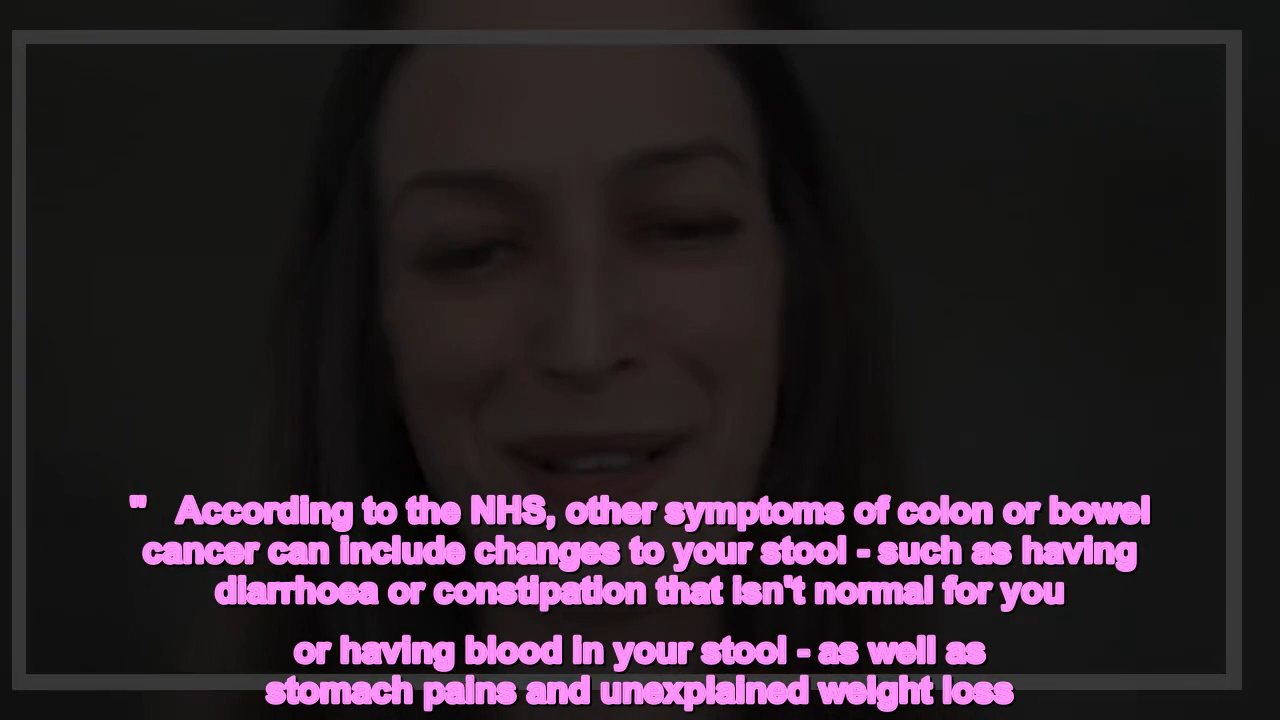 "   According to the NHS, other symptoms of colon or bowel
cancer can include changes to your stool - such as having
diarrhoea or constipation that isn't normal for you
or having blood in your stool - as well as
stomach pains and unexplained weight loss